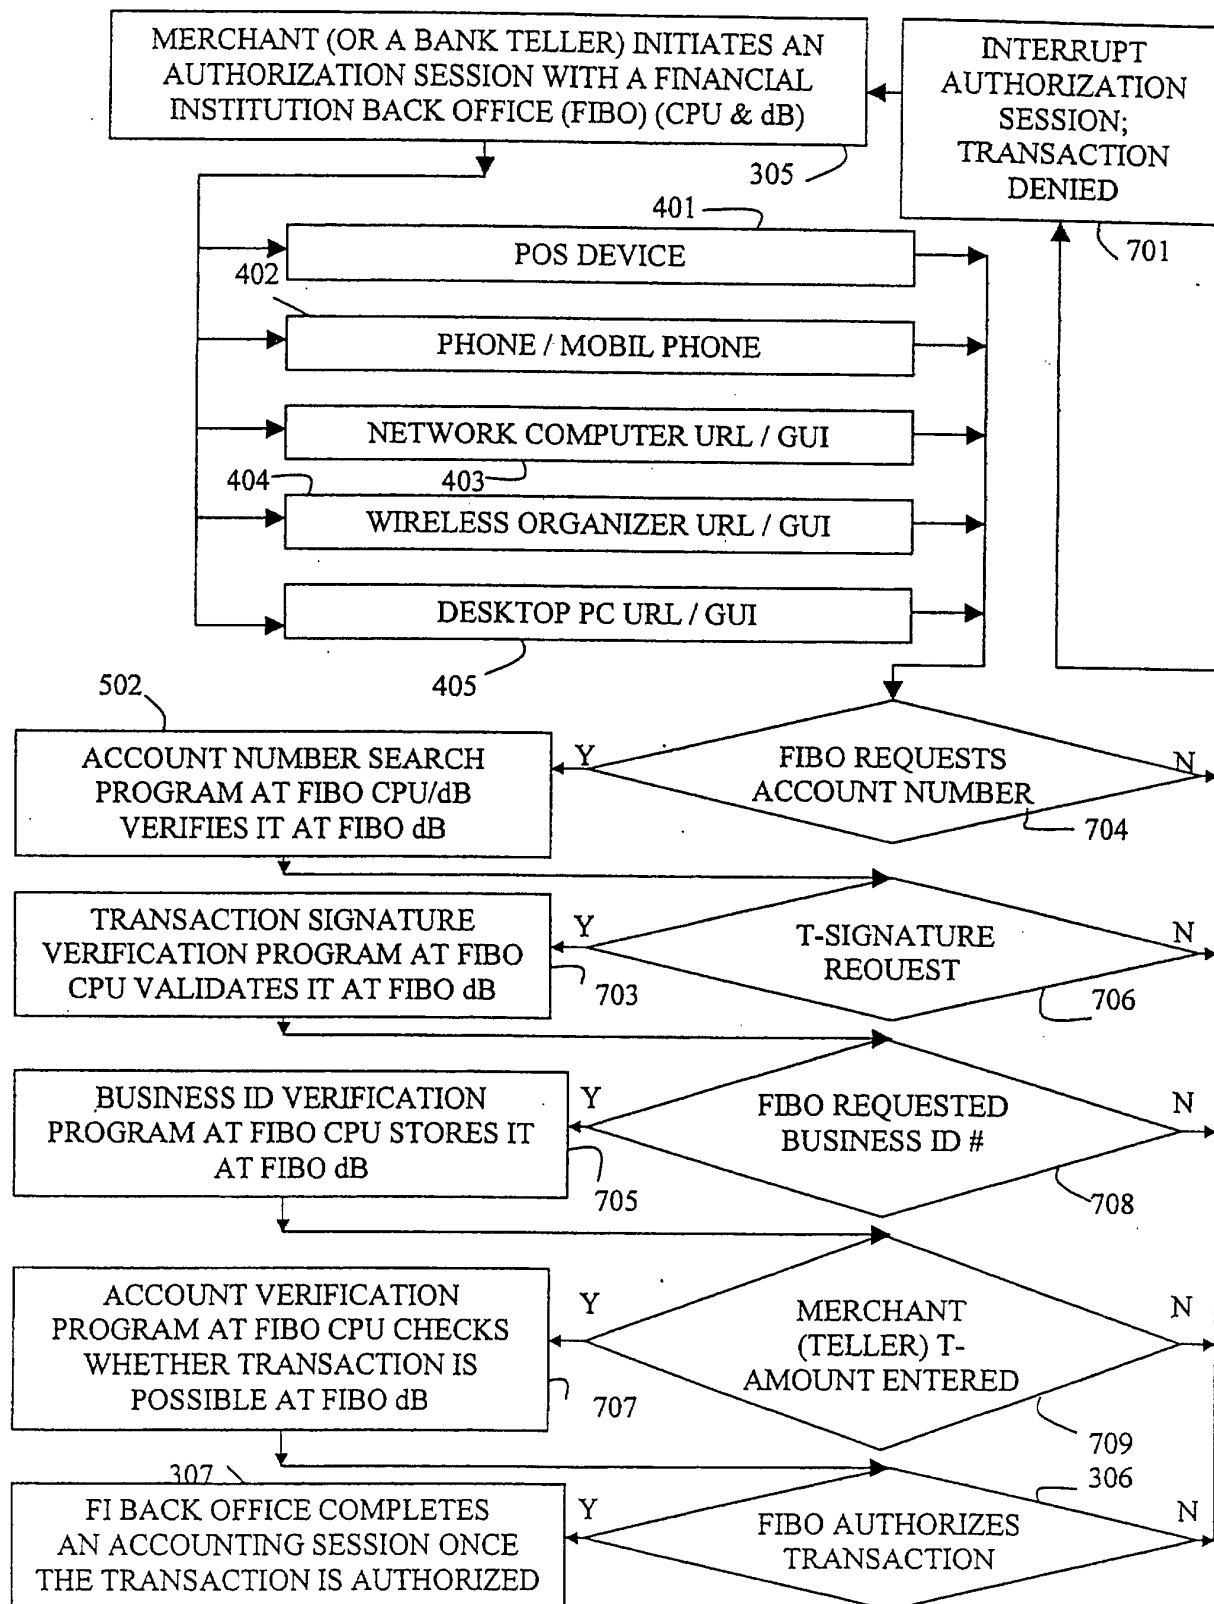 MERCHANT (OR A BANK TELLER) INITIATES AN
AUTHORIZATION SESSION WITH A FINANCIAL
INSTITUTION BACK OFFICE (FIBO) (CPU & dB)
305
INTERRUPT
AUTHORIZATION
SESSION;
TRANSACTION
DENIED
701
401
POS DEVICE
402
PHONE / MOBIL PHONE
NETWORK COMPUTER URL / GUI
403
404
WIRELESS ORGANIZER URL / GUI
DESKTOP PC URL / GUI
405
502
ACCOUNT NUMBER SEARCH
PROGRAM AT FIBO CPU/dB
VERIFIES IT AT FIBO dB
Y
FIBO REQUESTS
ACCOUNT NUMBER
N
704
TRANSACTION SIGNATURE
VERIFICATION PROGRAM AT FIBO
CPU VALIDATES IT AT FIBO dB
703
Y
T-SIGNATURE
REQUEST
N
706
BUSINESS ID VERIFICATION
PROGRAM AT FIBO CPU STORES IT
AT FIBO dB
705
Y
FIBO REQUESTED
BUSINESS ID #
N
708
ACCOUNT VERIFICATION
PROGRAM AT FIBO CPU CHECKS
WHETHER TRANSACTION IS
POSSIBLE AT FIBO dB
707
Y
MERCHANT
(TELLER) T-
AMOUNT ENTERED
N
709
307
FI BACK OFFICE COMPLETES
AN ACCOUNTING SESSION ONCE
THE TRANSACTION IS AUTHORIZED
Y
FIBO AUTHORIZES
TRANSACTION
306
N